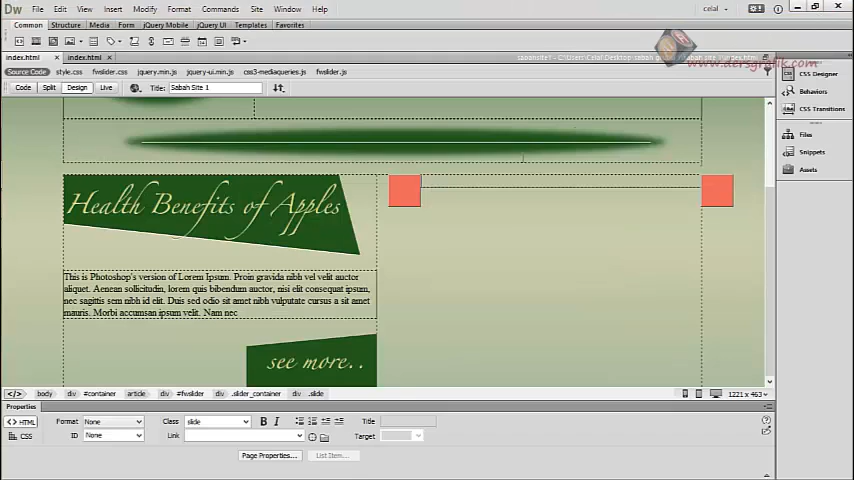 Dw File Edit View Insert Modify Format Commands Site Window Help celal
Common Structure Media Form jQuery Mobile jQuery UI Templates Favorites
www.dersgrafik.com
index.html × index.html ×
Source Code style.css fwslider.css jquery.min.js jquery-ui.min.js css3-mediaqueries.js fwslider.js
Code Split Design Live Title: Sabah Site 1
CSS Designer
Behaviors
CSS Transitions
Files
Snippets
Assets
Health Benefits of Apples
This is Photoshop's version of Lorem Ipsum. Proin gravida nibh vel velit auctor
aliquet. Aenean sollicitudin, lorem quis bibendum auctor, nisi elit consequat ipsum,
nec sagittis sem nibh id elit. Duis sed odio sit amet nibh vulputate cursus a sit amet
mauris. Morbi accumsan ipsum velit. Nam nec
see more. .
</> body div #container article div #fwslider div .slider_container div .slide 1221 x 463
Properties
<> HTML Format None Class slide B I Title
CSS ID None Link Target
Page Properties... List Item...